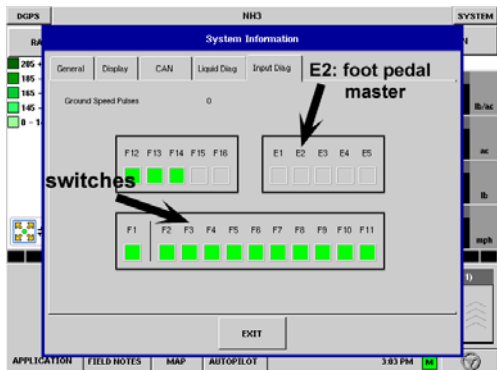 DGPS NH3 SYSTEM
System Information
General Display CAN Liquid Diag Input Diag
E2: foot pedal
master
205 +
185
165
145
0 - 1
lb/ac
Ground Speed Pulses 0
F12 F13 F14 F15 F16 E1 E2 E3 E4 E5
ac
switches
lb
F1 F2 F3 F4 F5 F6 F7 F8 F9 F10 F11
mph
1)
EXIT
APPLICATION FIELD NOTES MAP AUTOPILOT 3:03 PM M